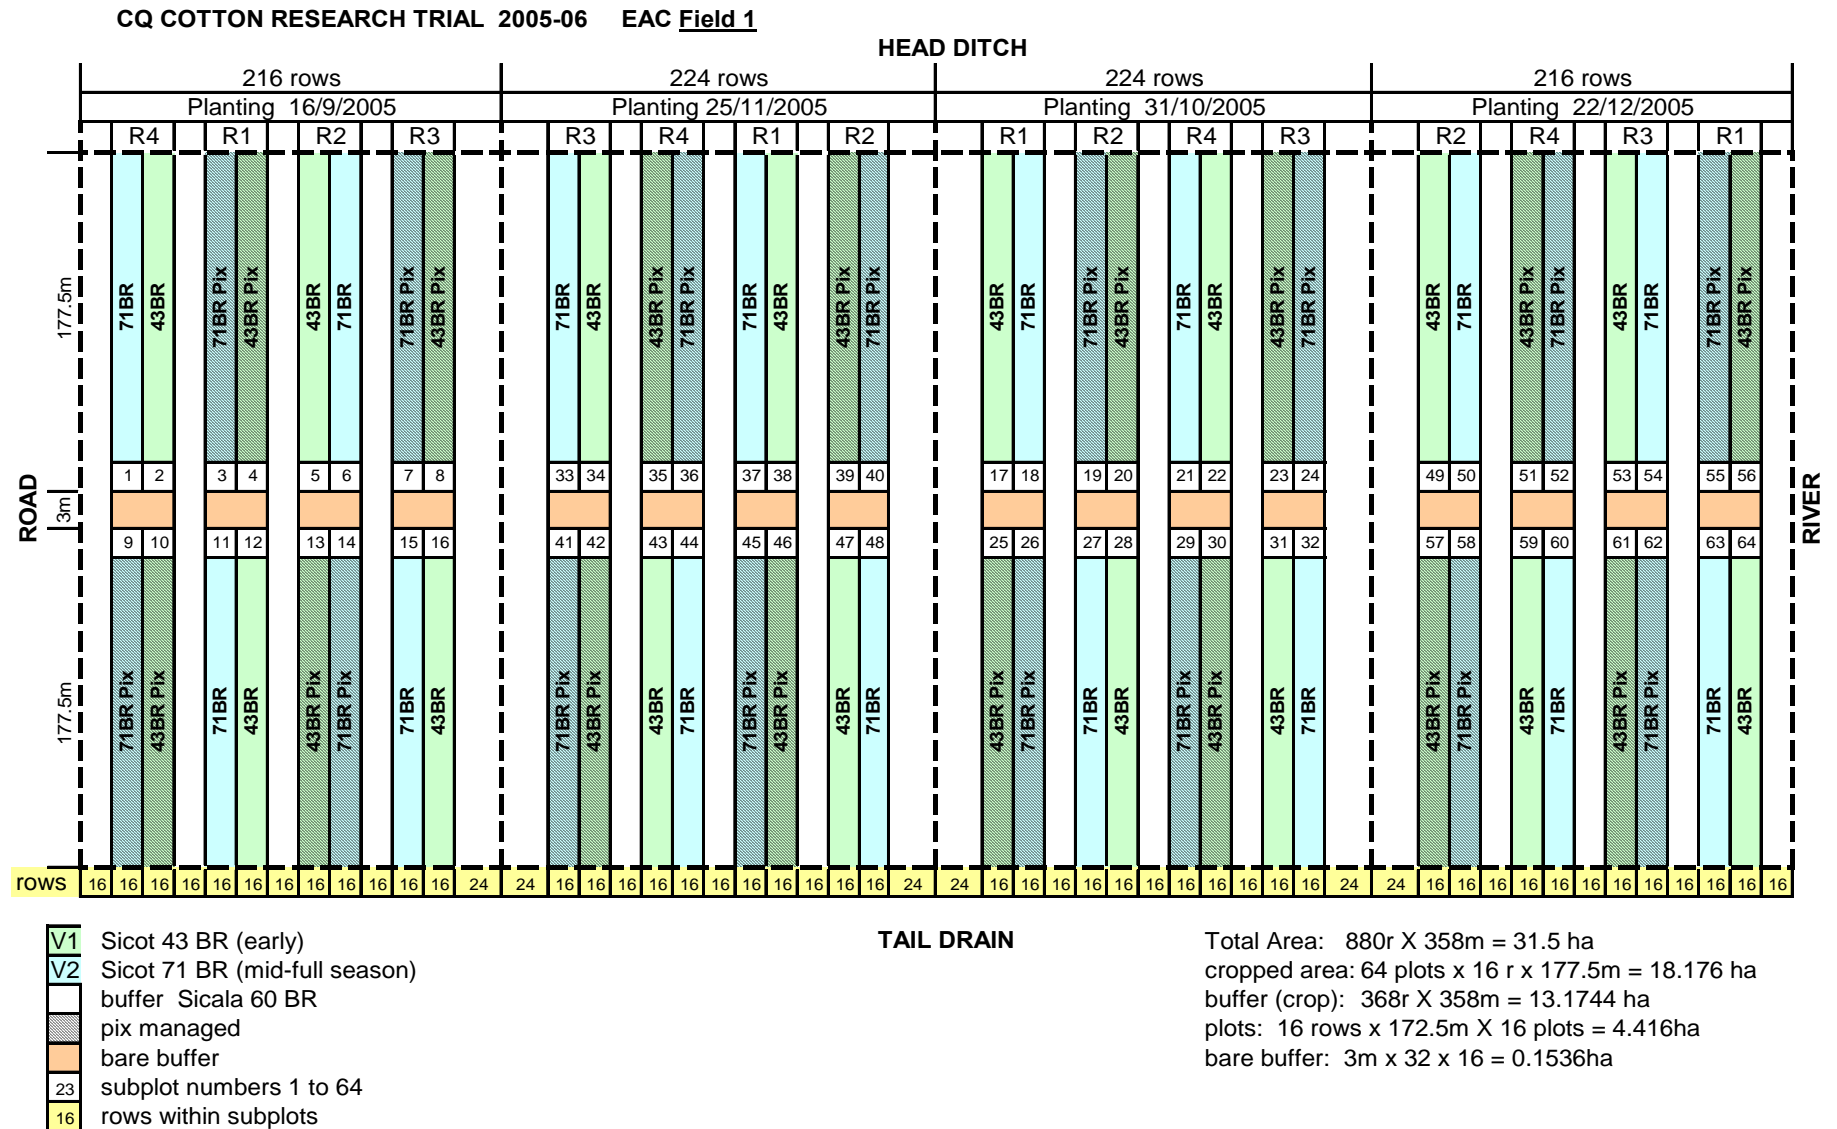 CQ COTTON RESEARCH TRIAL 2005-06 EAC Field 1
HEAD DITCH
216 rows 224 rows 224 rows 216 rows
Planting 16/9/2005 Planting 25/11/2005 Planting 31/10/2005 Planting 22/12/2005
R4 R1 R2 R3 R3 R4 R1 R2 R1 R2 R4 R3 R2 R4 R3 R1
177.5m
71BR 43BR 71BR Pix 43BR Pix 43BR 71BR 71BR Pix 43BR Pix 71BR 43BR 43BR Pix 71BR Pix 71BR 43BR 43BR Pix 71BR Pix 43BR 71BR 71BR Pix 43BR Pix 71BR 43BR 43BR Pix 71BR Pix 43BR 71BR 43BR Pix 71BR Pix 43BR 71BR 71BR Pix 43BR Pix
1 2 3 4 5 6 7 8 33 34 35 36 37 38 39 40 17 18 19 20 21 22 23 24 49 50 51 52 53 54 55 56
ROAD
3m
RIVER
9 10 11 12 13 14 15 16 41 42 43 44 45 46 47 48 25 26 27 28 29 30 31 32 57 58 59 60 61 62 63 64
177.5m
71BR Pix 43BR Pix 71BR 43BR 43BR Pix 71BR Pix 71BR 43BR 71BR Pix 43BR Pix 43BR 71BR 71BR Pix 43BR Pix 43BR 71BR 43BR Pix 71BR Pix 71BR 43BR 71BR Pix 43BR Pix 43BR 71BR 43BR Pix 71BR Pix 43BR 71BR 43BR Pix 71BR Pix 71BR 43BR
rows 16 16 16 16 16 16 16 16 16 16 16 16 24 24 16 16 16 16 16 16 16 16 16 16 16 24 24 16 16 16 16 16 16 16 16 16 16 16 24 24 16 16 16 16 16 16 16 16 16 16 16 16
TAIL DRAIN
V1 Sicot 43 BR (early)
V2 Sicot 71 BR (mid-full season)
buffer Sicala 60 BR
pix managed
bare buffer
23 subplot numbers 1 to 64
16 rows within subplots
Total Area: 880r X 358m = 31.5 ha
cropped area: 64 plots x 16 r x 177.5m = 18.176 ha
buffer (crop): 368r X 358m = 13.1744 ha
plots: 16 rows x 172.5m X 16 plots = 4.416ha
bare buffer: 3m x 32 x 16 = 0.1536ha